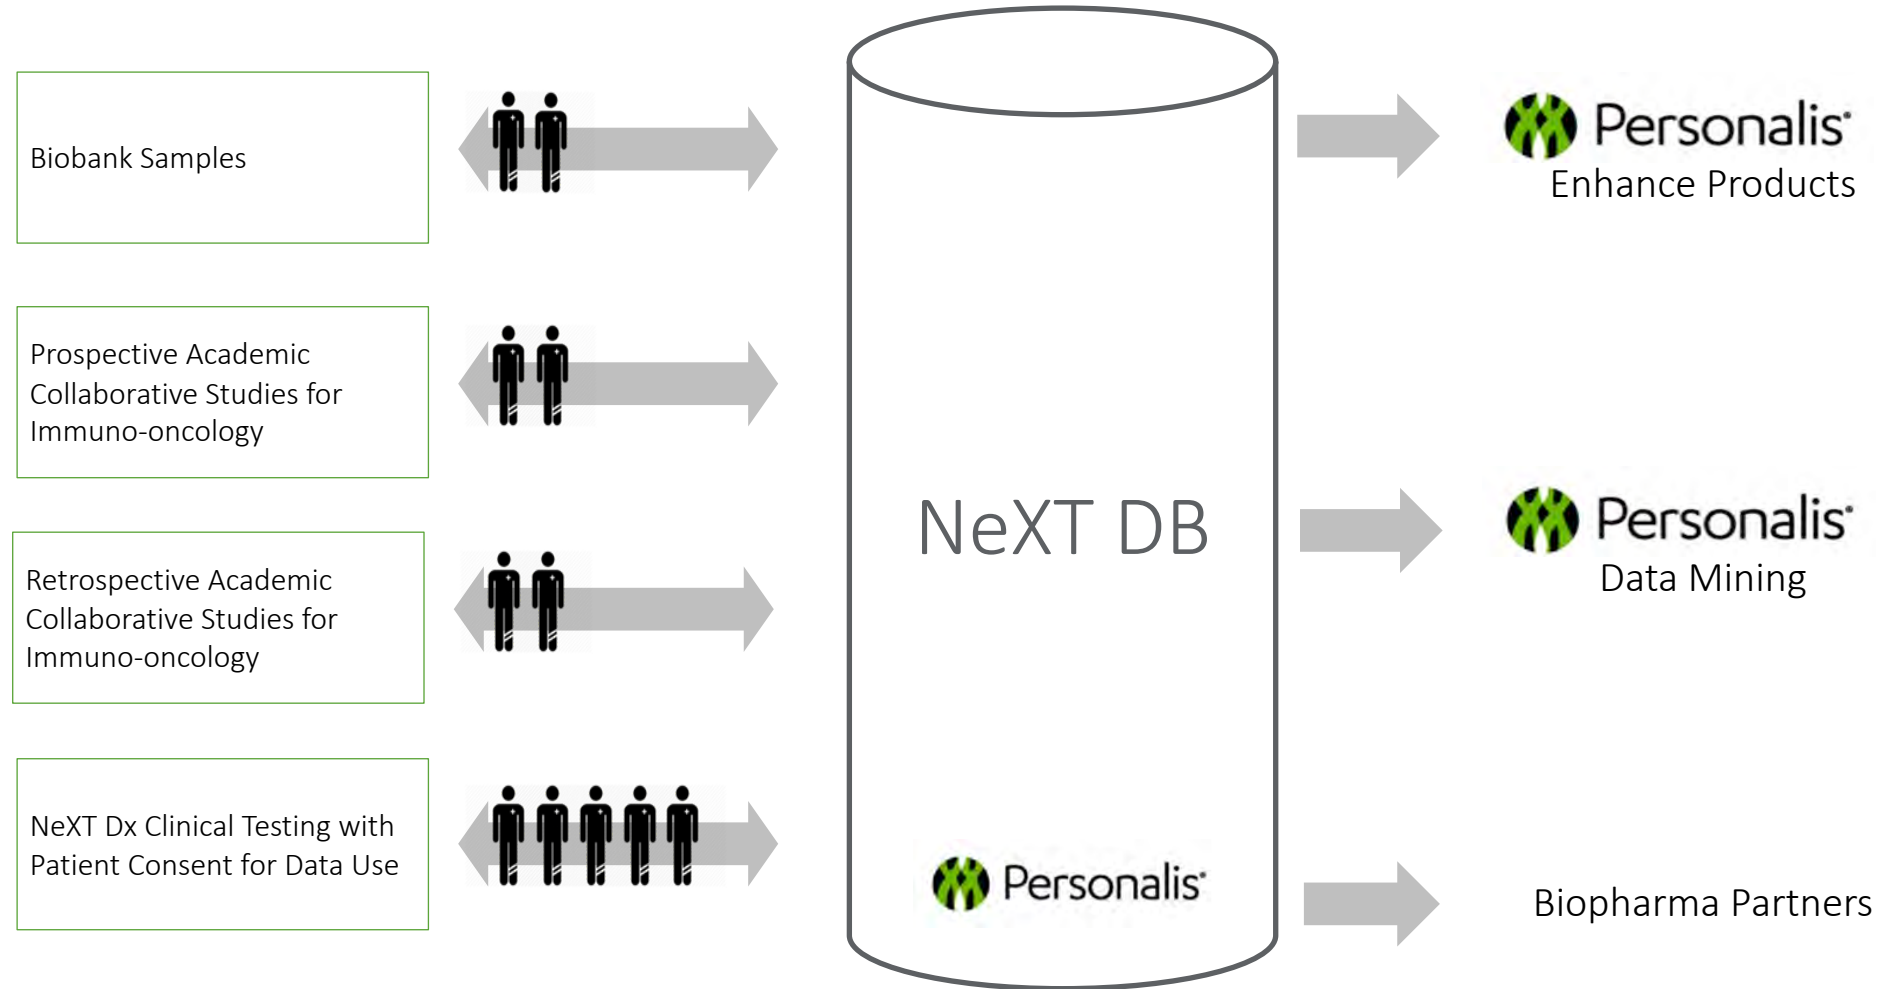 Biobank Samples
Prospective Academic
Collaborative Studies for
Immuno-oncology
Retrospective Academic
Collaborative Studies for
Immuno-oncology
NeXT Dx Clinical Testing with
Patient Consent for Data Use
NeXT DB
Personalis®
Personalis®
Enhance Products
Personalis®
Data Mining
Biopharma Partners